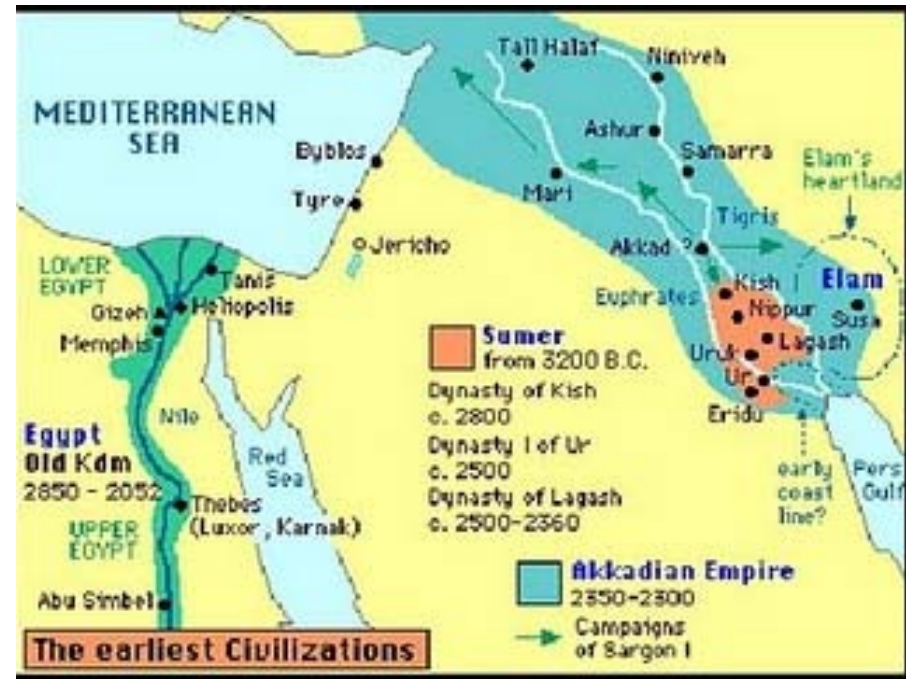 MEDITERRANEAN
SEA
Tall Halaf
Niniveh
Ashur
Samarra
Byblos
Mari
Tyre
Elam's
heartland
Tigris
Jericho
Akkad ?
LOWER
EGYPT
Tanis
Heliopolis
Gizeh
Memphis
Euphrates
Kish
Elam
Nippur
Susa
Lagash
Uruk
Ur
Eridu
Sumer
from 3200 B.C.
Dynasty of Kish
c. 2800
Dynasty I of Ur
c. 2500
Dynasty of Lagash
c. 2500-2360
Nile
Egypt
Old Kdm
2850 - 2052
Red
Sea
early
coast
line?
Pers
Gulf
Thebes
(Luxor, Karnak)
UPPER
EGYPT
Abu Simbel
Akkadian Empire
2350-2300
Campaigns
of Sargon I
The earliest Civilizations